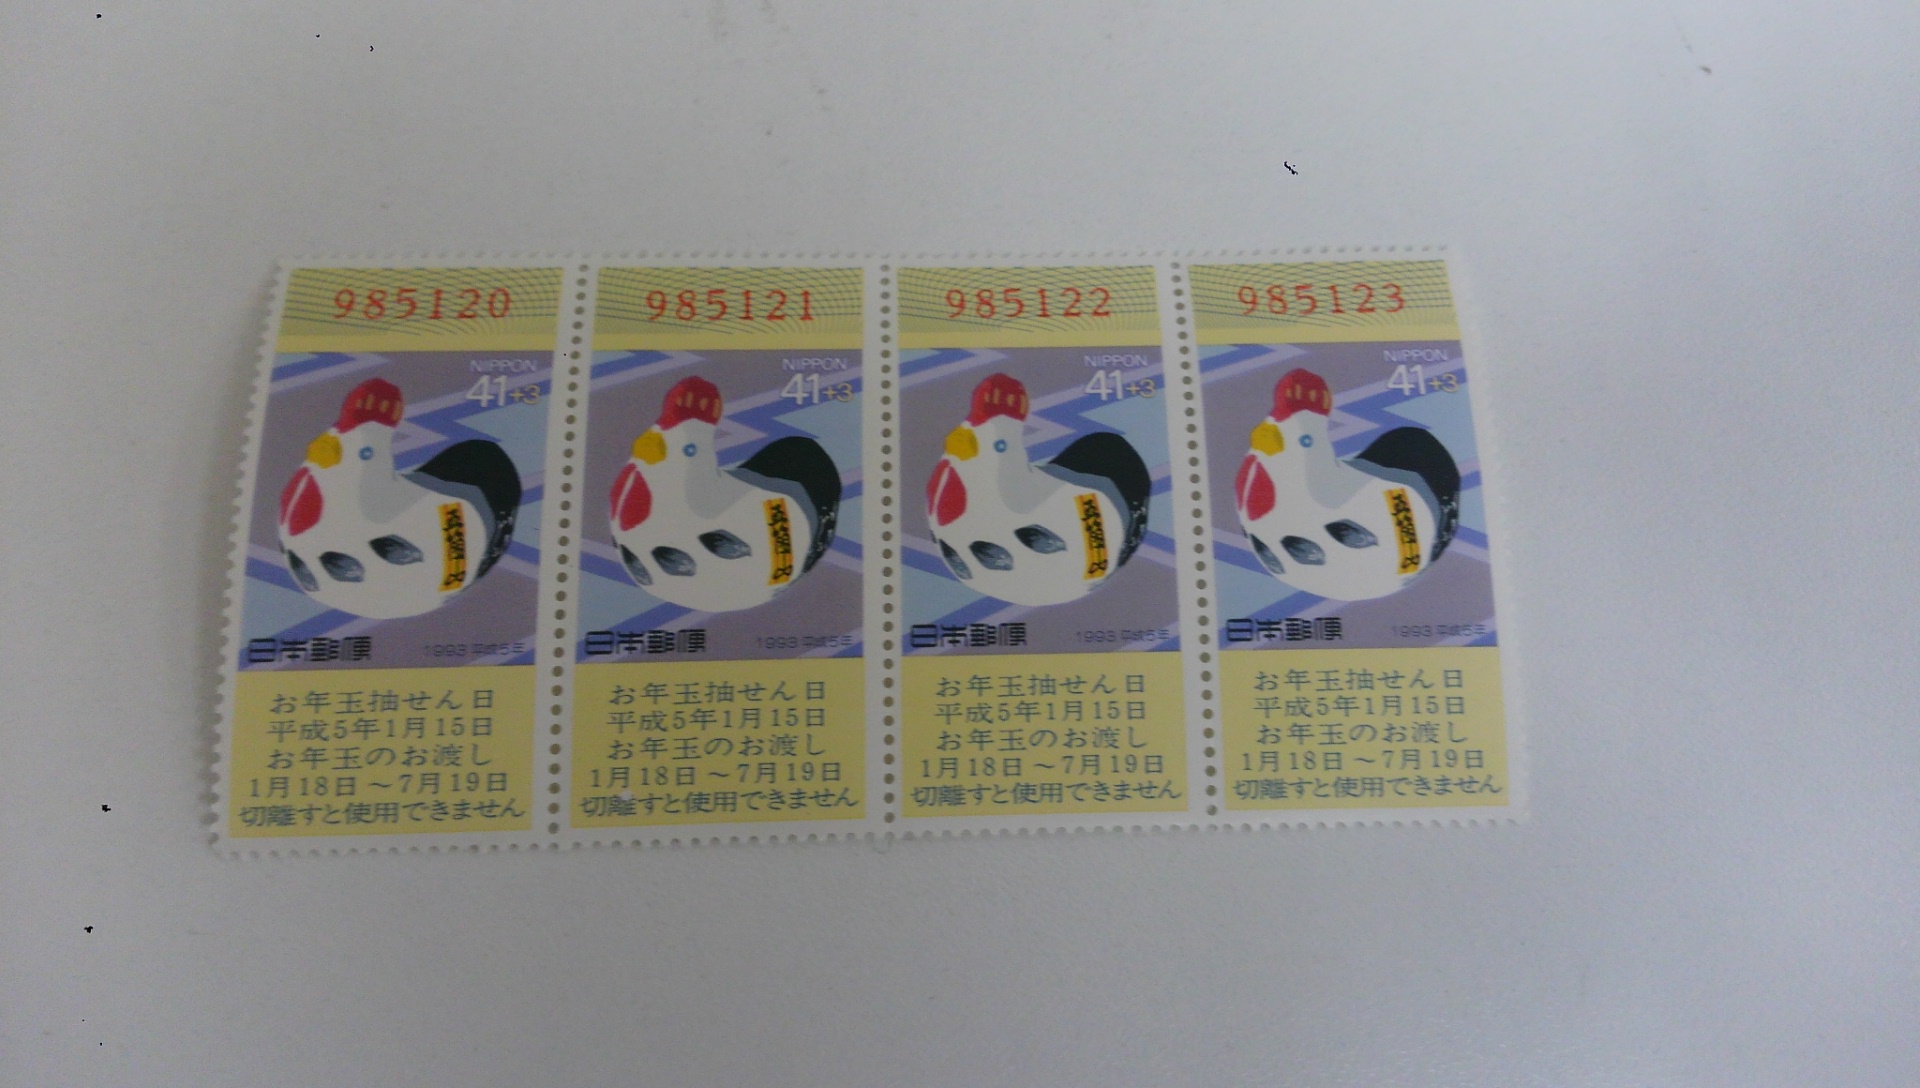 985120
NIPPON
41+3
日本郵便
1993 平成5年
お年玉抽せん日
平成5年1月15日
お年玉のお渡し
1月18日～7月19日
切離すと使用できません
985121
NIPPON
41+3
日本郵便
1993 平成5年
お年玉抽せん日
平成5年1月15日
お年玉のお渡し
1月18日～7月19日
切離すと使用できません
985122
NIPPON
41+3
日本郵便
1993 平成5年
お年玉抽せん日
平成5年1月15日
お年玉のお渡し
1月18日～7月19日
切離すと使用できません
985123
NIPPON
41+3
日本郵便
1993 平成5年
お年玉抽せん日
平成5年1月15日
お年玉のお渡し
1月18日～7月19日
切離すと使用できません